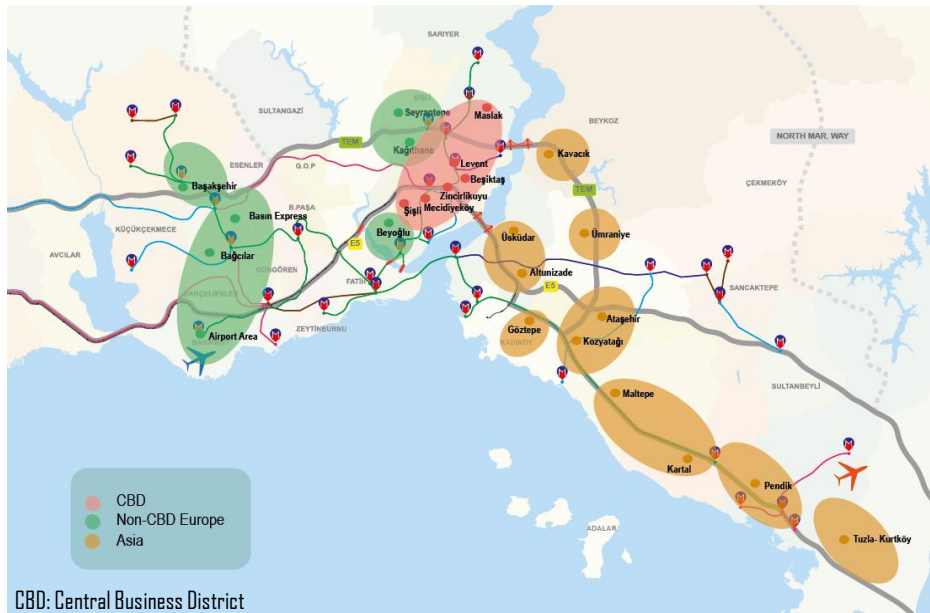 SARIYER
ŞİŞLİ
Seyrantepe
Maslak
SULTANGAZİ
BEYKOZ
TEM
NORTH MAR. WAY
Kağıthane
ESENLER
G.O.P
Levent
Kavacık
Beşiktaş
ÇEKMEKÖY
Başakşehir
Zincirlikuyu
TEM
Mecidiyeköy
Şişli
B.PAŞA
Basın Express
KÜÇÜKÇEKMECE
Beyoğlu
Üsküdar
Ümraniye
E5
AVCILAR
Bağcılar
GÜNGÖREN
FATİH
Altunizade
SANCAKTEPE
E5
BAHÇELİEVLER
Ataşehir
Göztepe
ZEYTİNBURNU
Airport Area
BAKIRKÖY
KADIKÖY
Kozyatağı
SULTANBEYLİ
Maltepe
Kartal
Pendik
CBD
Non-CBD Europe
Asia
ADALAR
Tuzla- Kurtköy
CBD: Central Business District